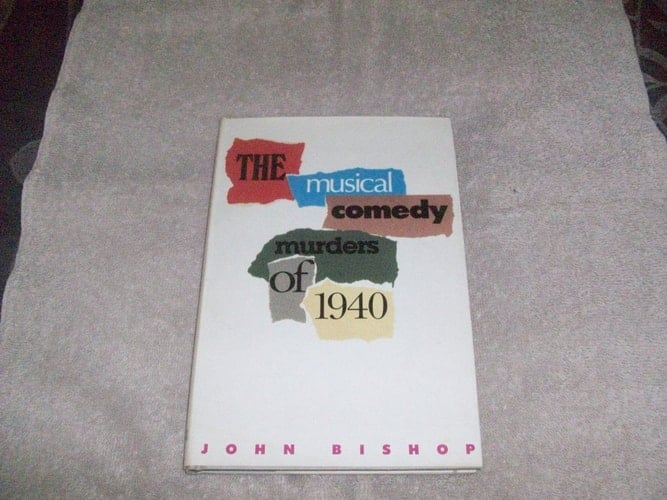 THE
musical
comedy
murders
of
1940
JOHN BISHOP